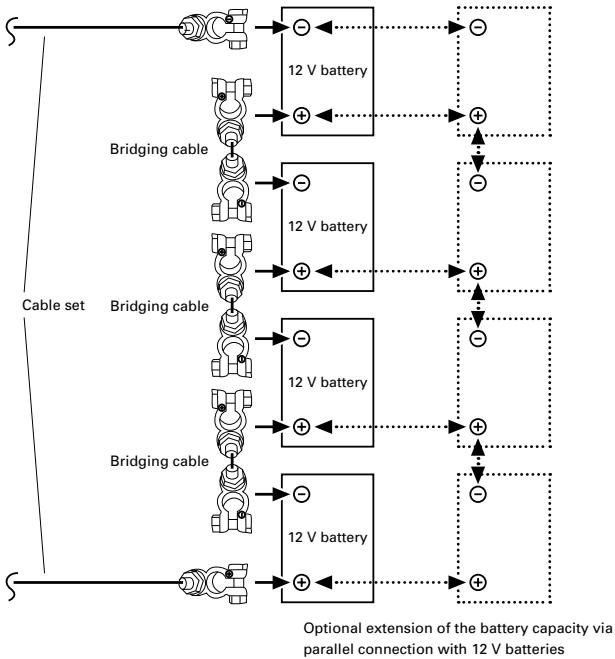 12 V battery
Bridging cable
12 V battery
Cable set
Bridging cable
12 V battery
Bridging cable
12 V battery
Optional extension of the battery capacity via
parallel connection with 12 V batteries